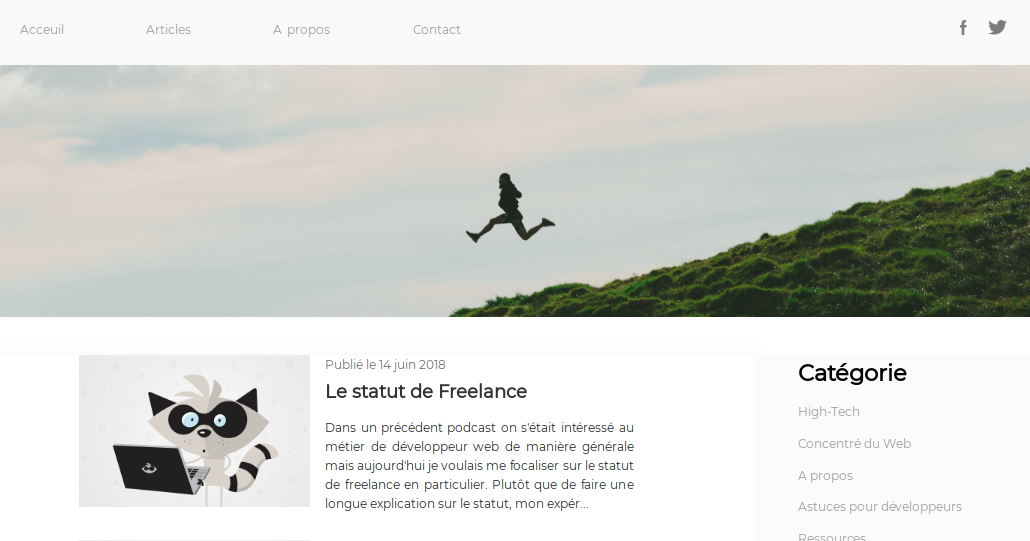 Acceuil Articles A propos Contact
Publié le 14 juin 2018
Le statut de Freelance
Dans un précédent podcast on s'était intéressé au
métier de développeur web de manière générale
mais aujourd'hui je voulais me focaliser sur le statut
de freelance en particulier. Plutôt que de faire une
longue explication sur le statut, mon expér...
Catégorie
High-Tech
Concentré du Web
A propos
Astuces pour développeurs
Ressources